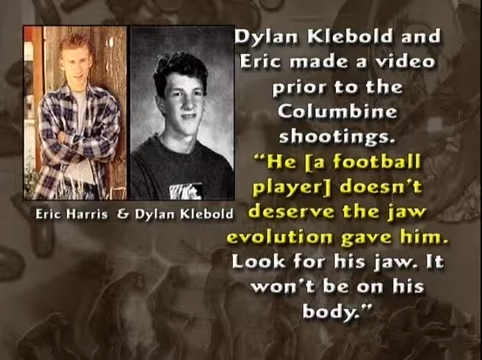 Dylan Klebold and
Eric made a video
prior to the
Columbine
shootings.
“He [a football
player] doesn’t
deserve the jaw
evolution gave him.
Look for his jaw. It
won’t be on his
body.”
Eric Harris & Dylan Klebold